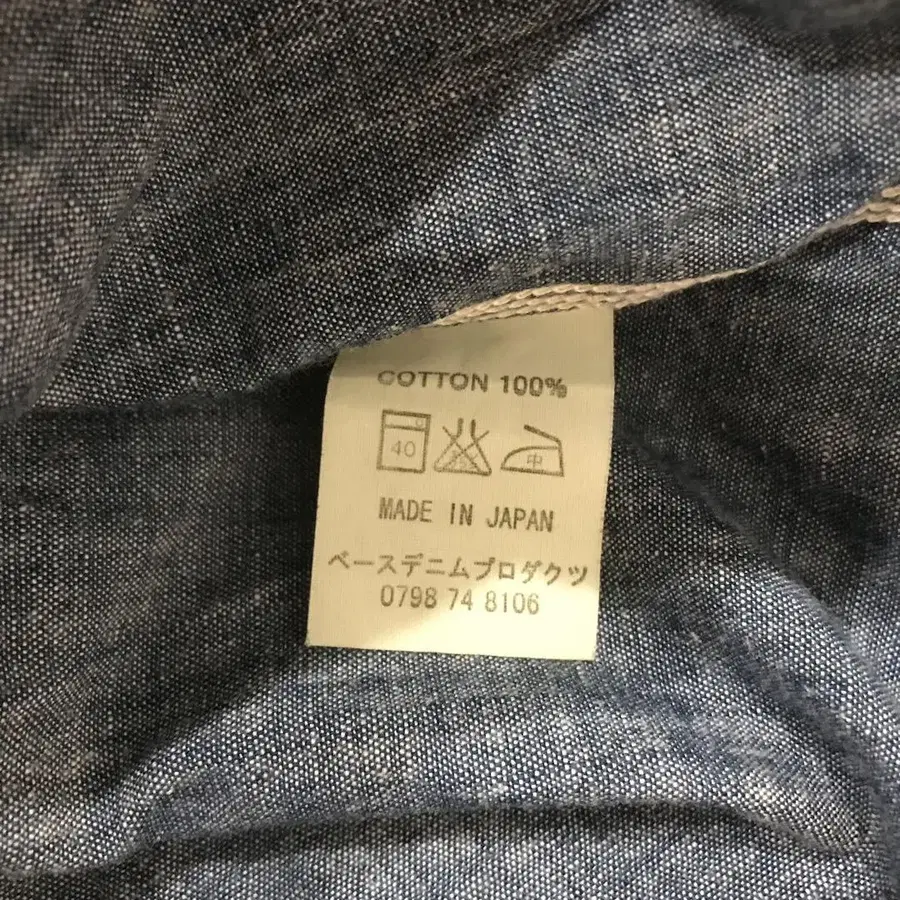 COTTON 100%
40 中
MADE IN JAPAN
ベースデニムプロダクツ
0798 74 8106